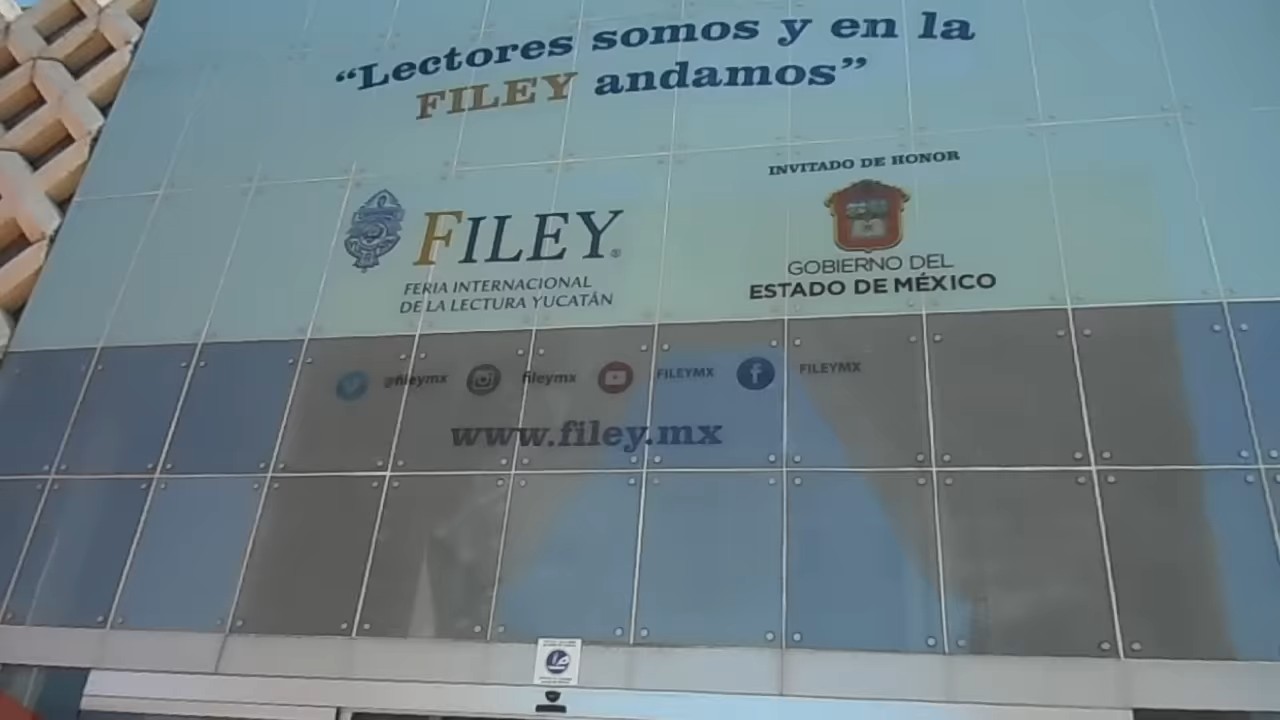 “Lectores somos y en la
FILEY andamos”
INVITADO DE HONOR
5
FILEY®
FERIA INTERNACIONAL
DE LA LECTURA YUCATÁN
GOBIERNO DEL
ESTADO DE MÉXICO
@fileymx fileymx FILEYMX FILEYMX
www.filey.mx